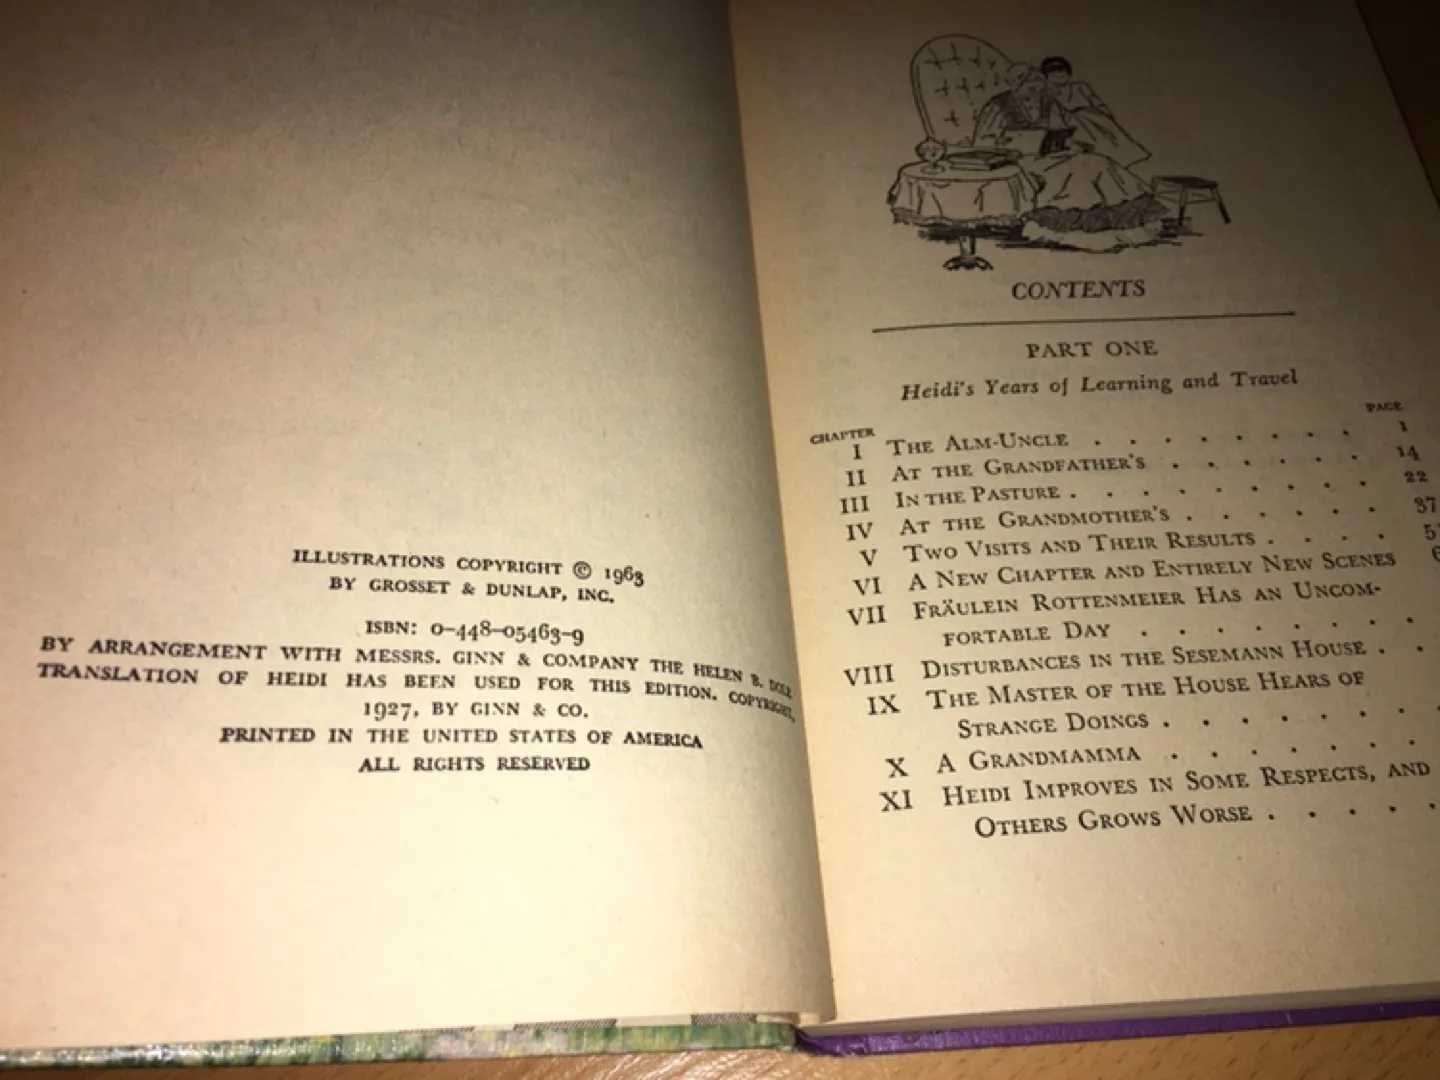 ILLUSTRATIONS COPYRIGHT © 1963
BY GROSSET & DUNLAP, INC.
ISBN: 0-448-05463-9
BY ARRANGEMENT WITH MESSRS. GINN & COMPANY THE HELEN B. DOLE
TRANSLATION OF HEIDI HAS BEEN USED FOR THIS EDITION. COPYRIGHT,
1927, BY GINN & CO.
PRINTED IN THE UNITED STATES OF AMERICA
ALL RIGHTS RESERVED
CONTENTS
PART ONE
Heidi's Years of Learning and Travel
CHAPTER PAGE
I THE ALM-UNCLE . . . . . . . . 1
II AT THE GRANDFATHER'S . . . . . . 14
III IN THE PASTURE . . . . . . . . . 22
IV AT THE GRANDMOTHER'S . . . . . . 37
V TWO VISITS AND THEIR RESULTS . . . .
VI A NEW CHAPTER AND ENTIRELY NEW SCENES
VII FRÄULEIN ROTTENMEIER HAS AN UNCOM-
FORTABLE DAY . . . . . . . .
VIII DISTURBANCES IN THE SESEMANN HOUSE . .
IX THE MASTER OF THE HOUSE HEARS OF
STRANGE DOINGS . . . . . . . .
X A GRANDMAMMA . . . . . . .
XI HEIDI IMPROVES IN SOME RESPECTS, AND
OTHERS GROWS WORSE . . . . .